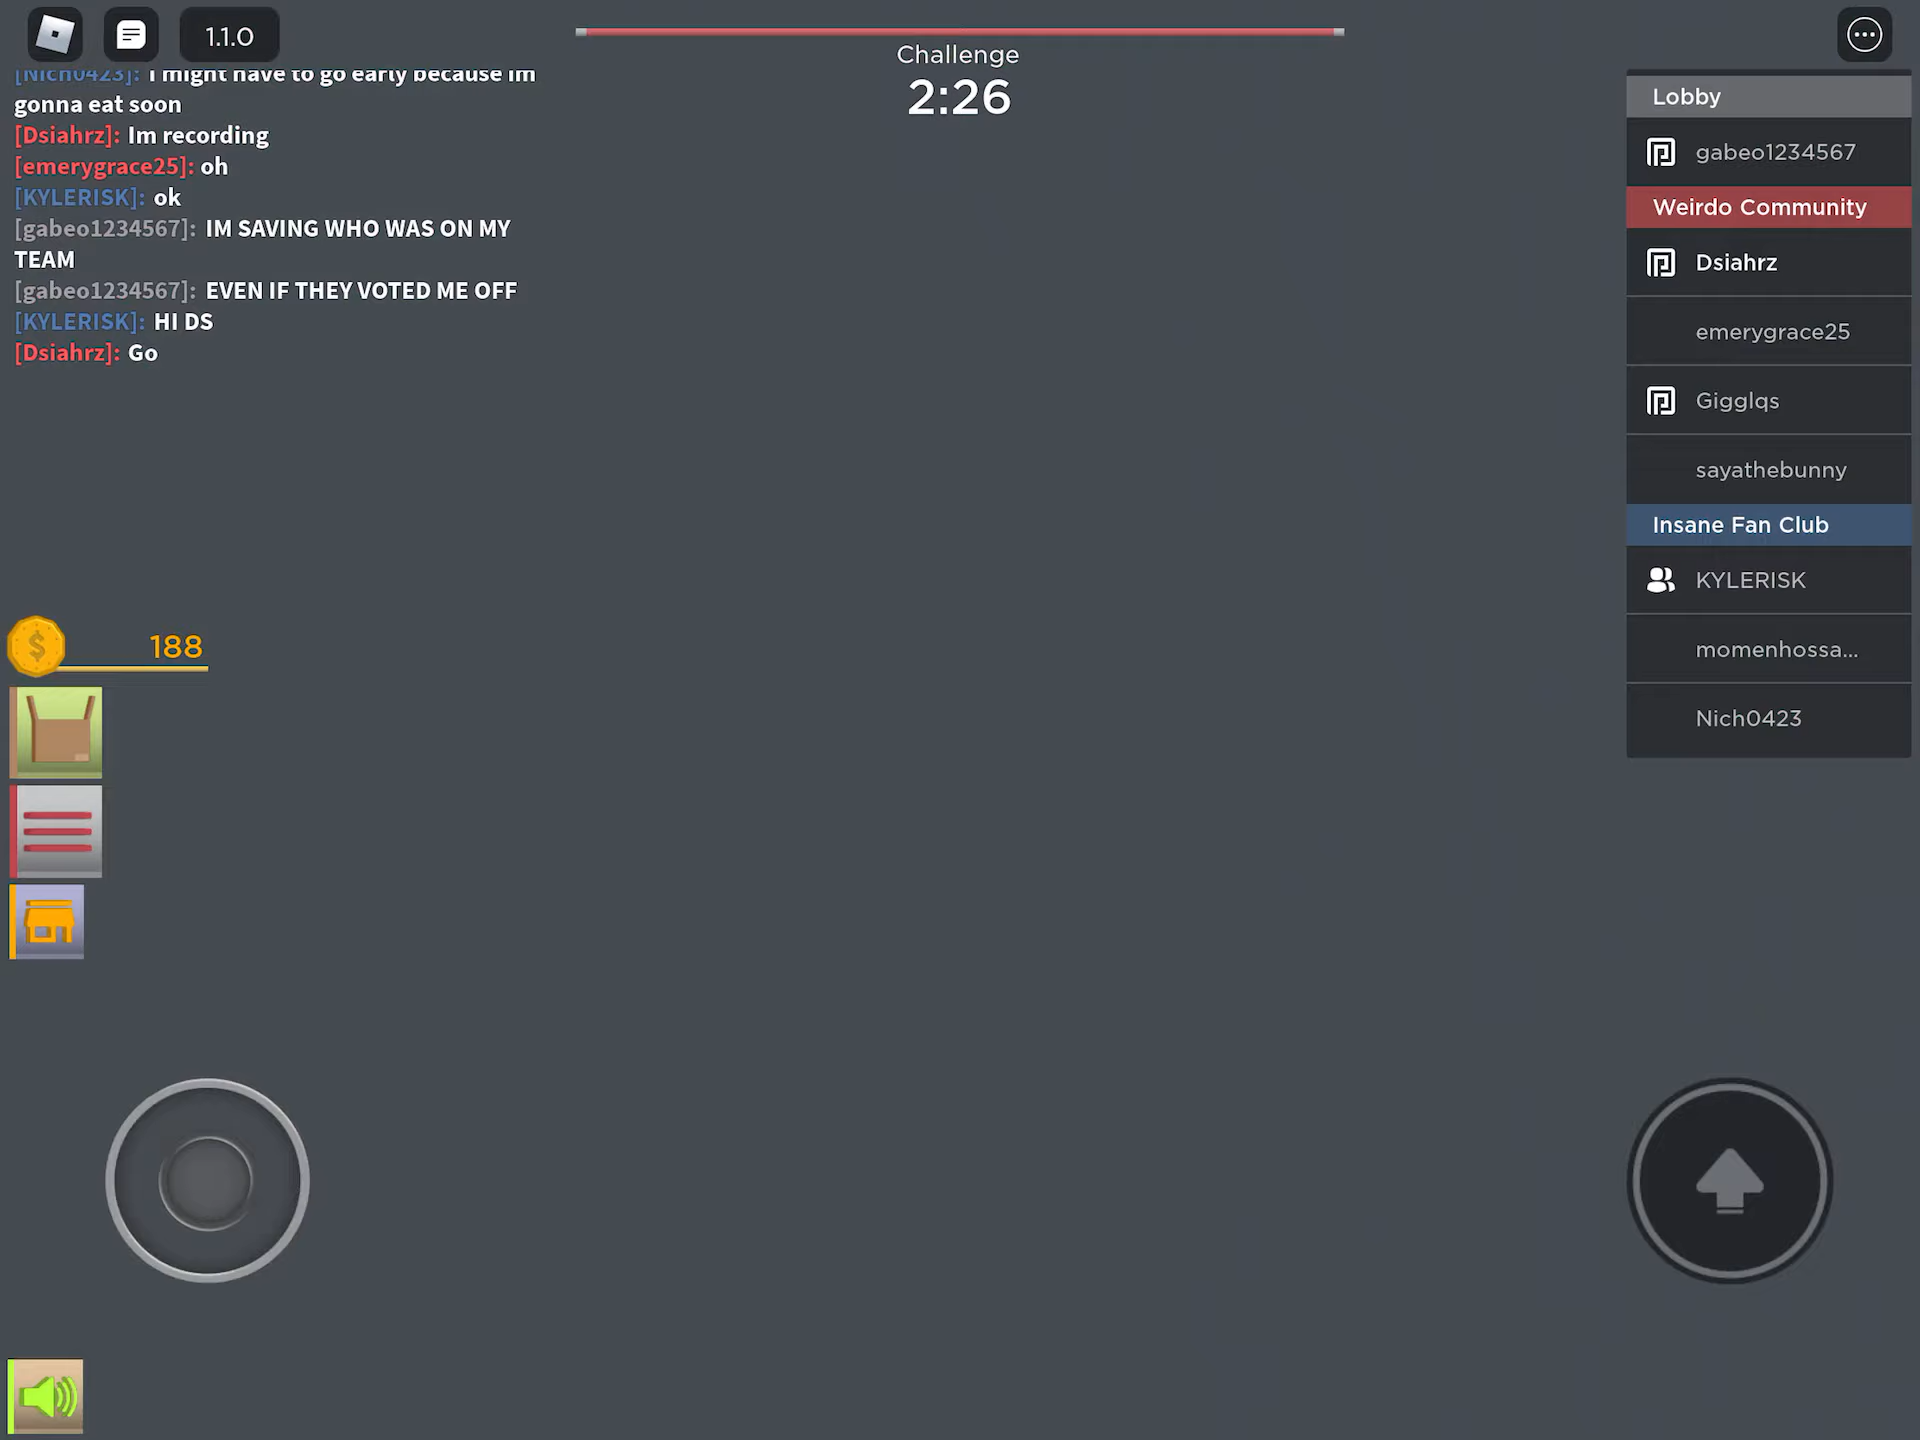 1.1.0
Challenge
2:26
[Nich0423]: I might have to go early because im
gonna eat soon
[Dsiahrz]: Im recording
[emerygrace25]: oh
[KYLERISK]: ok
[gabeo1234567]: IM SAVING WHO WAS ON MY
TEAM
[gabeo1234567]: EVEN IF THEY VOTED ME OFF
[KYLERISK]: HI DS
[Dsiahrz]: Go
188
Lobby
gabeo1234567
Weirdo Community
Dsiahrz
emerygrace25
Gigglqs
sayathebunny
Insane Fan Club
KYLERISK
momenhossa...
Nich0423